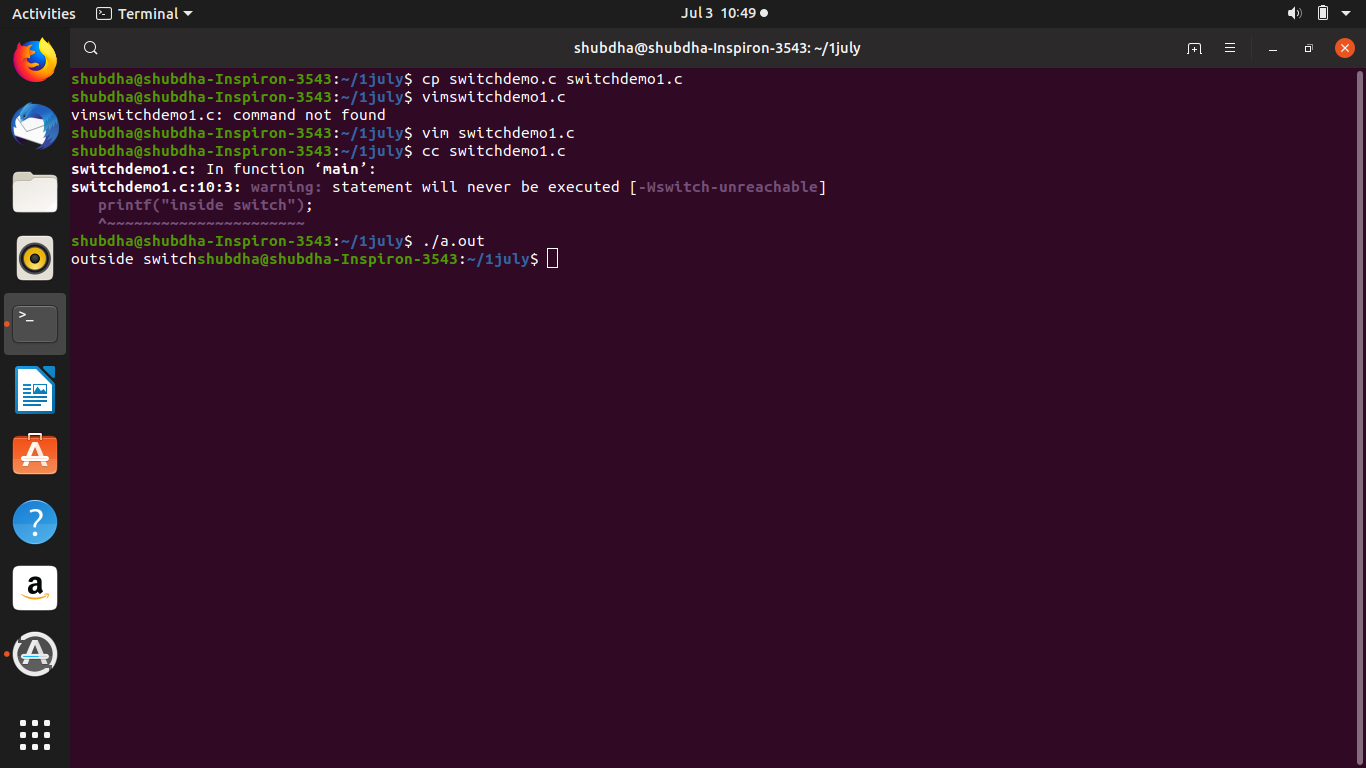 Activities Terminal Jul 3 10:49
shubdha@shubdha-Inspiron-3543: ~/1july
shubdha@shubdha-Inspiron-3543:~/1july$ cp switchdemo.c switchdemo1.c
shubdha@shubdha-Inspiron-3543:~/1july$ vimswitchdemo1.c
vimswitchdemo1.c: command not found
shubdha@shubdha-Inspiron-3543:~/1july$ vim switchdemo1.c
shubdha@shubdha-Inspiron-3543:~/1july$ cc switchdemo1.c
switchdemo1.c: In function ‘main’:
switchdemo1.c:10:3: warning: statement will never be executed [-Wswitch-unreachable]
   printf("inside switch");
   ^~~~~~~~~~~~~~~~~~~~~~~
shubdha@shubdha-Inspiron-3543:~/1july$ ./a.out
outside switchshubdha@shubdha-Inspiron-3543:~/1july$